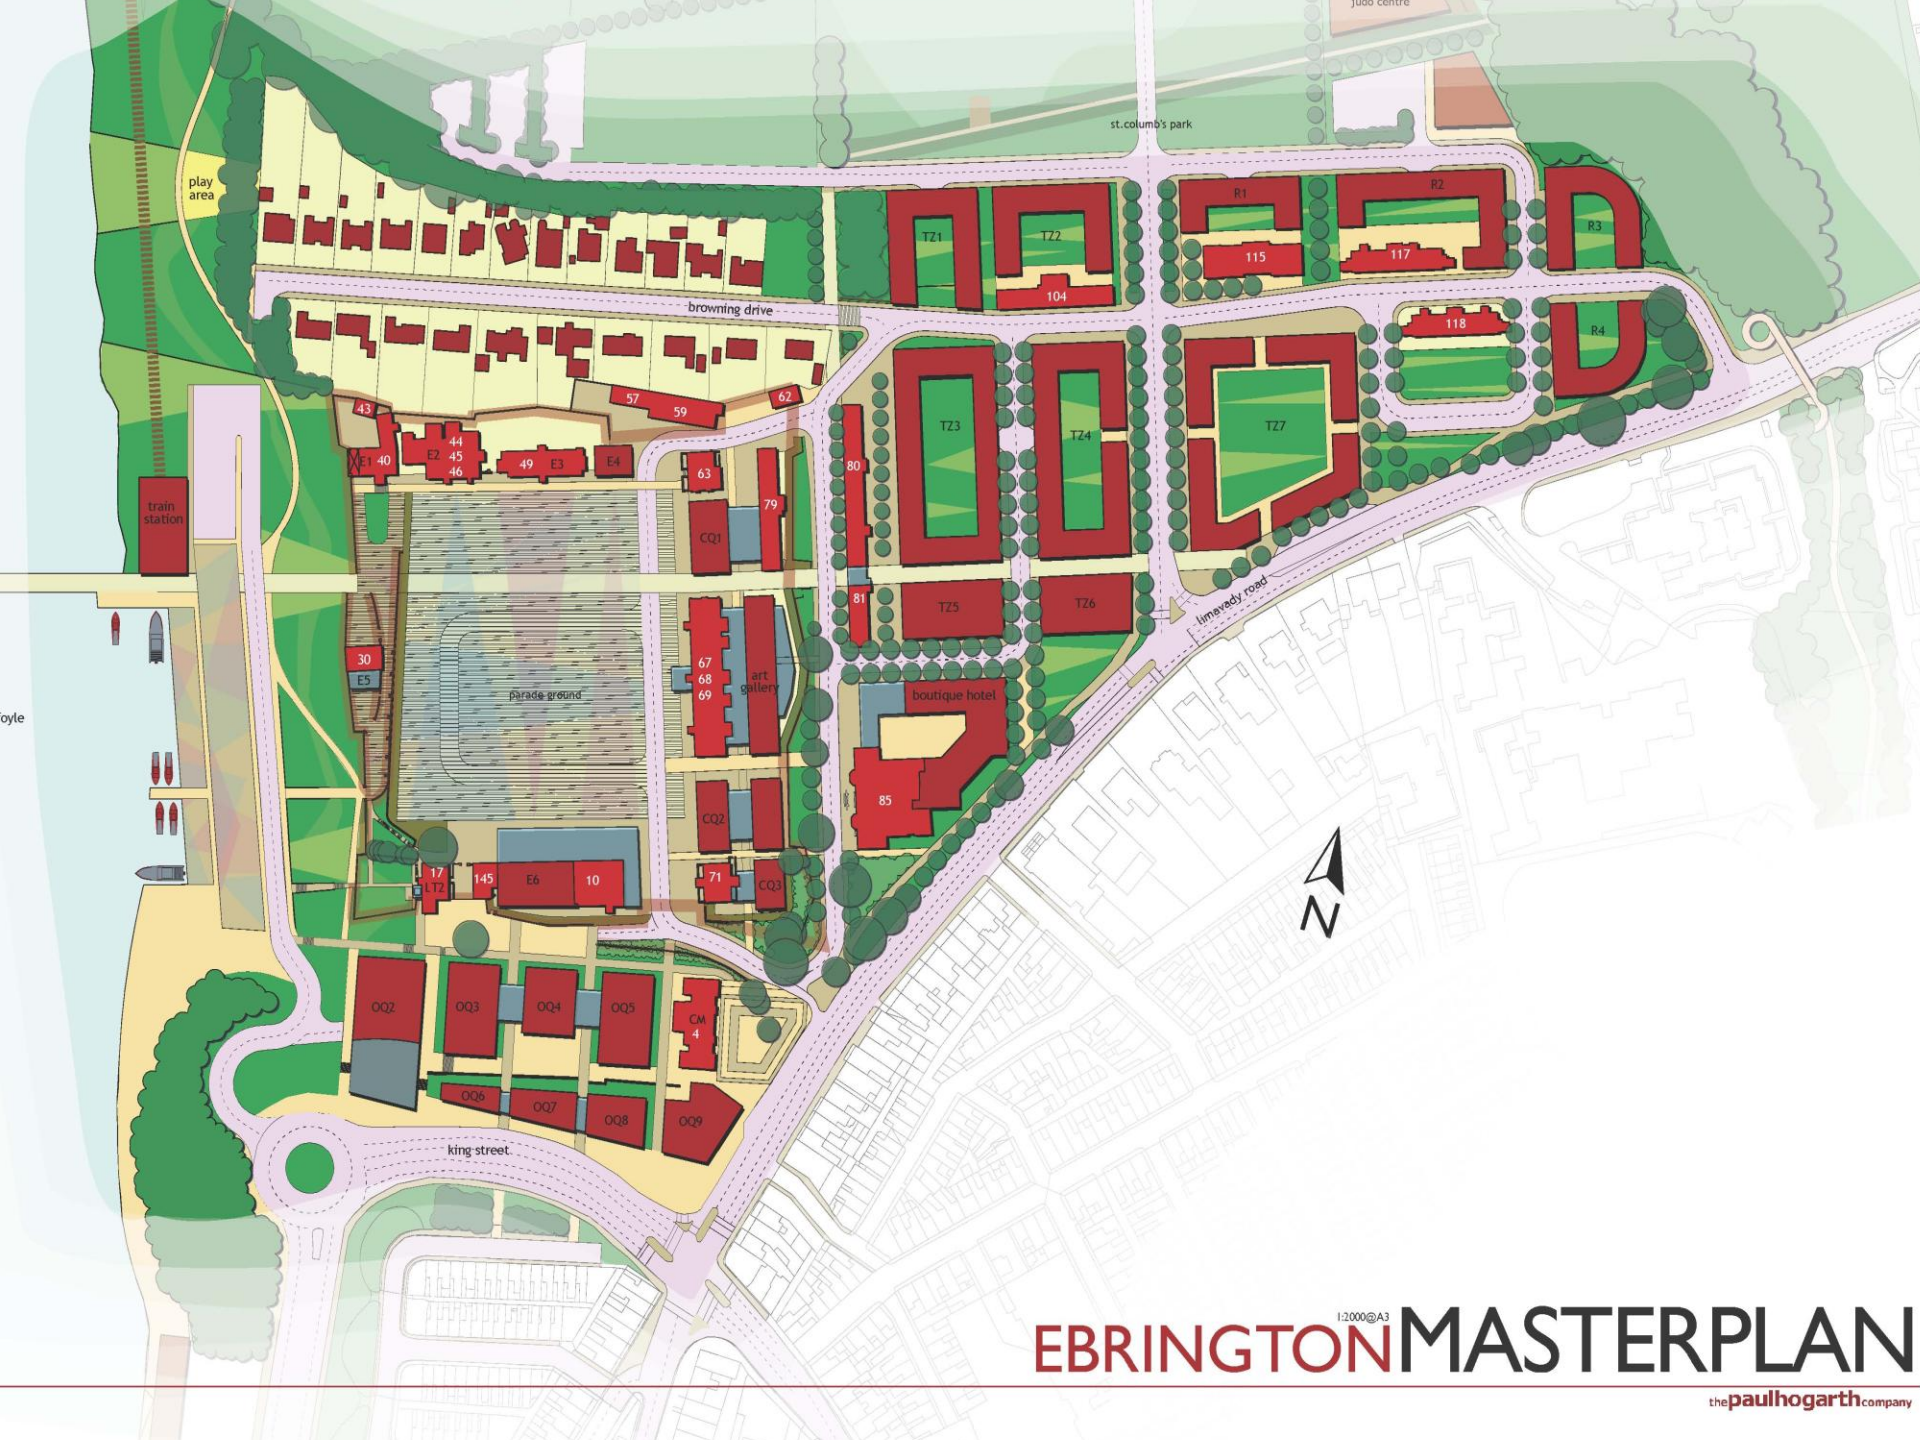 judo centre
st.columb's park
play
area
R1
R2
R3
TZ1
TZ2
115
117
104
browning drive
118
R4
57
59
62
43
44
45
46
E1
40
E2
49
E3
E4
63
79
80
TZ3
TZ4
TZ7
train
station
CQ1
81
TZ5
TZ6
limavady road
30
E5
67
68
69
art
gallery
parade ground
boutique hotel
foyle
85
CQ2
17
LT2
145
E6
10
71
CQ3
N
OQ2
OQ3
OQ4
OQ5
CM
4
OQ6
OQ7
OQ8
OQ9
king street
1:2000@A3
EBRINGTONMASTERPLAN
thepaulhogarthcompany